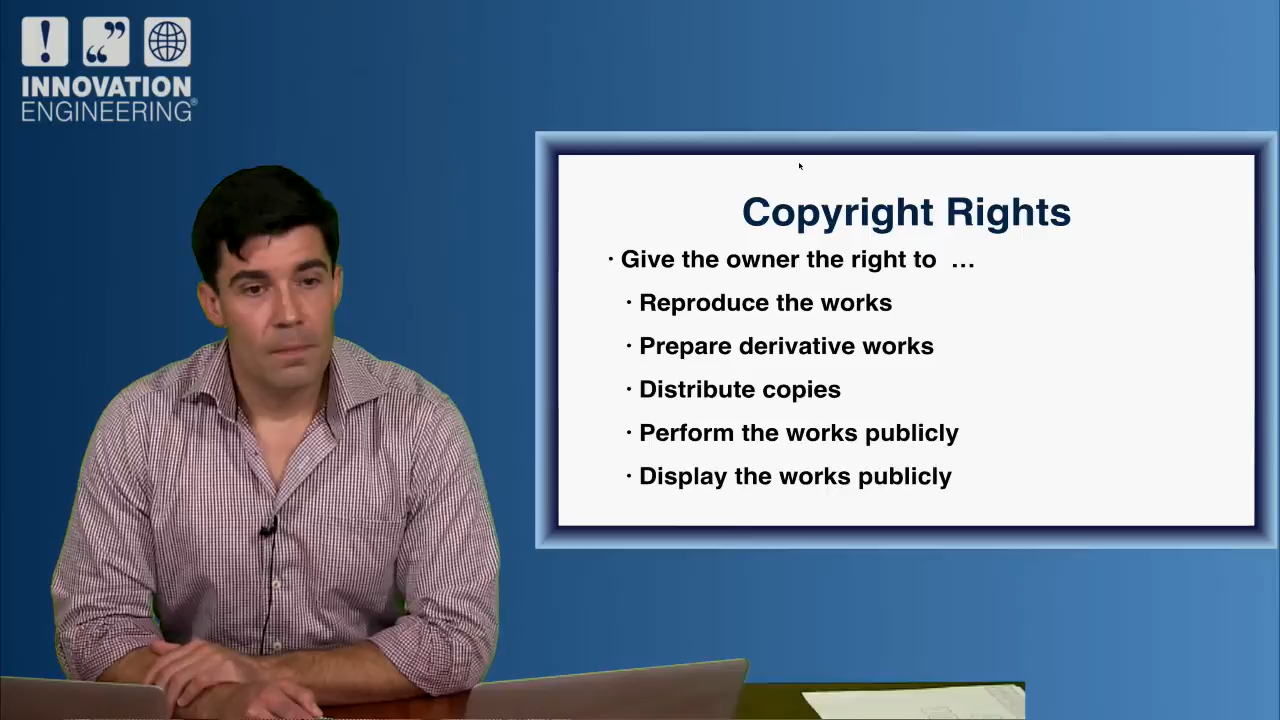 INNOVATION
ENGINEERING®
Copyright Rights
· Give the owner the right to …
· Reproduce the works
· Prepare derivative works
· Distribute copies
· Perform the works publicly
· Display the works publicly